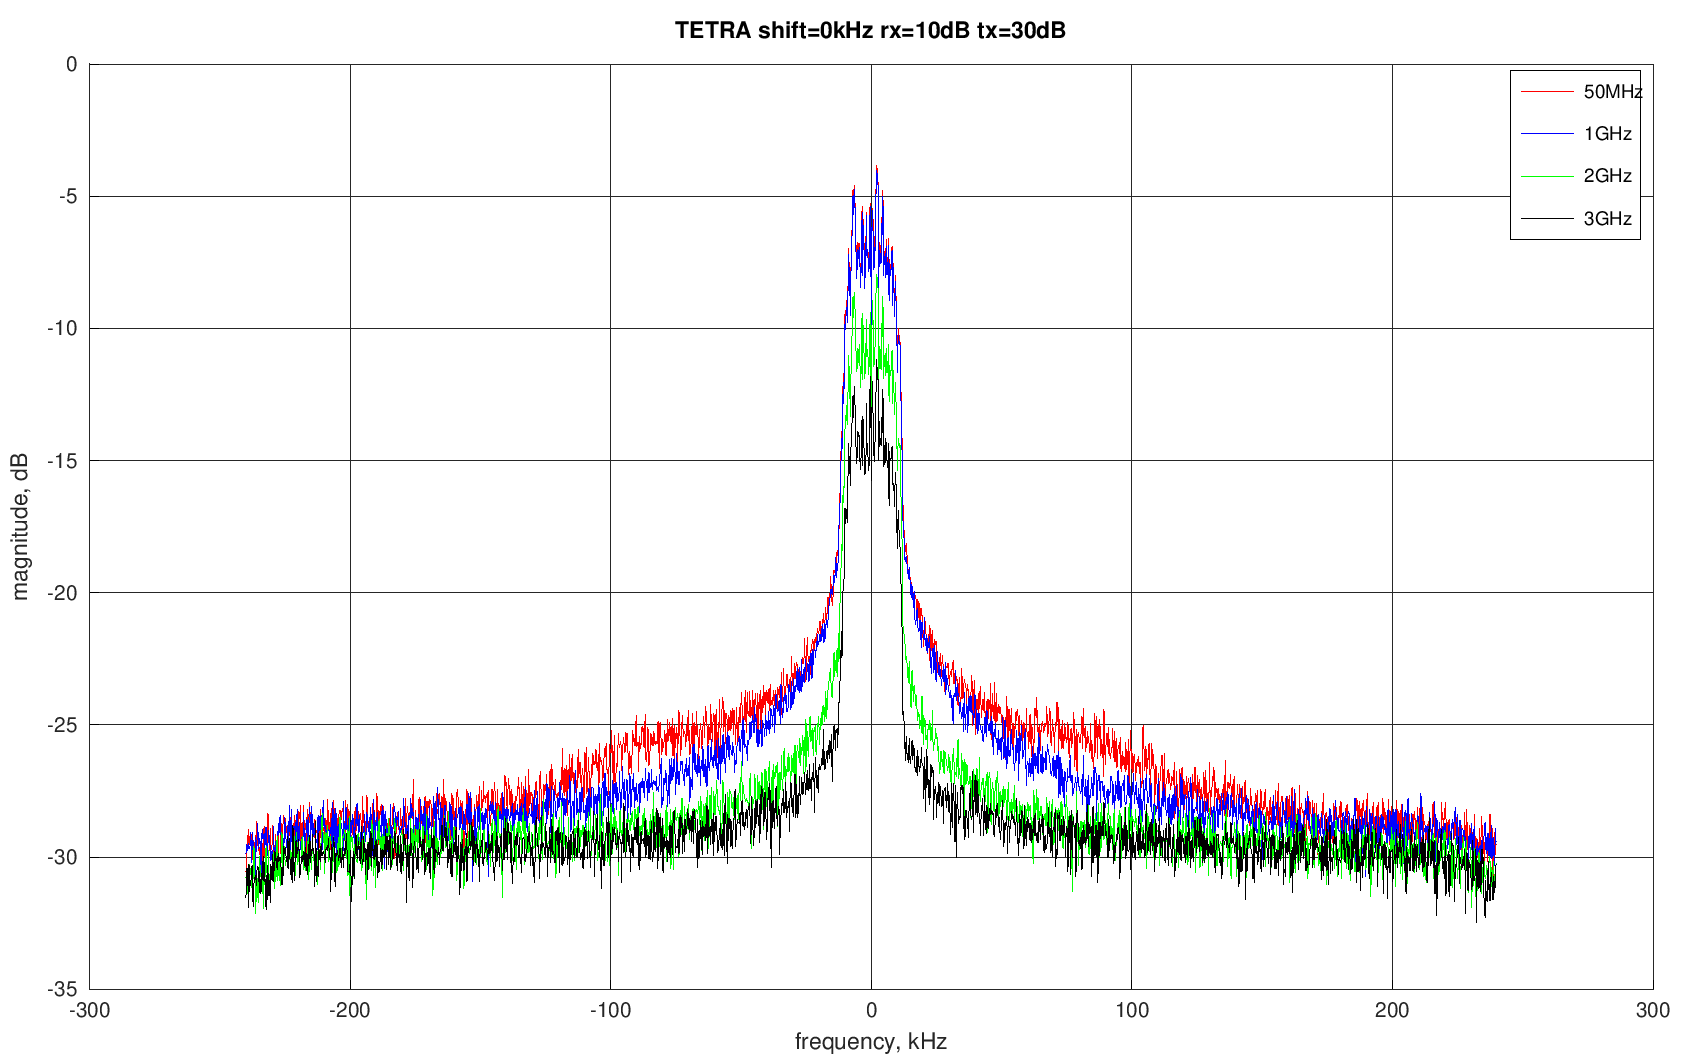 TETRA shift=0kHz rx=10dB tx=30dB
0
-5
-10
-15
-20
-25
-30
-35
magnitude, dB
50MHz
1GHz
2GHz
3GHz
-300
-200
-100
0
100
200
300
frequency, kHz